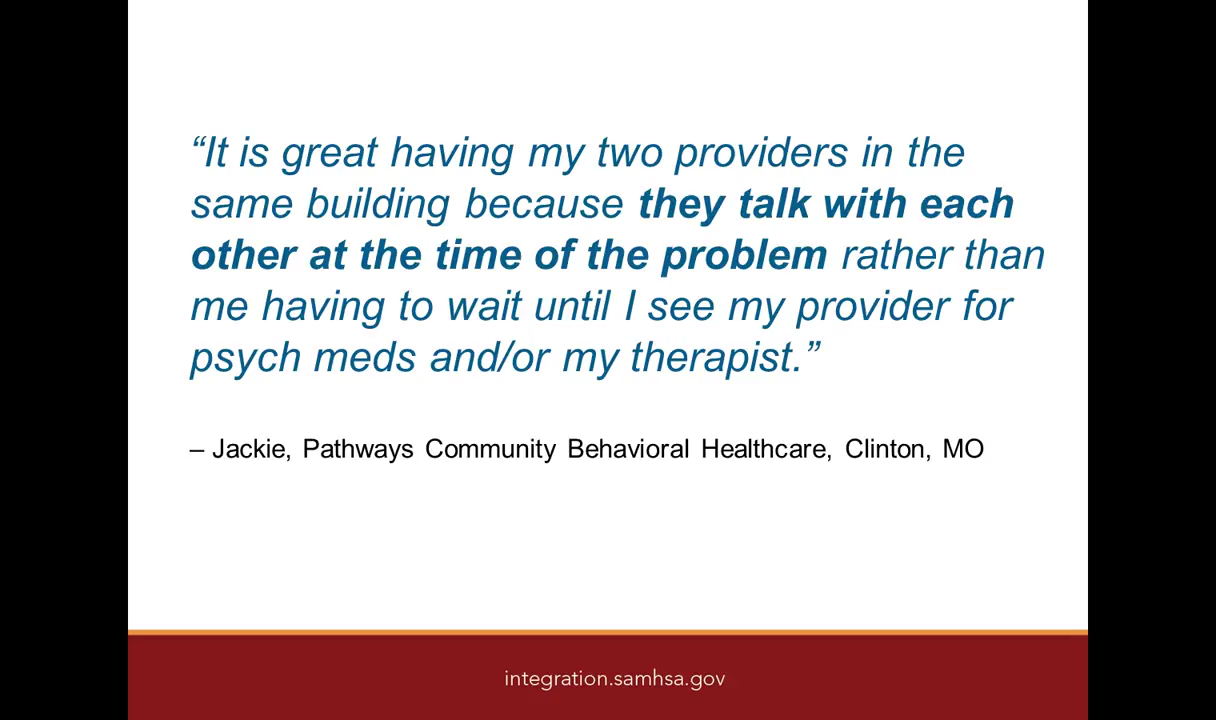 “It is great having my two providers in the
same building because they talk with each
other at the time of the problem rather than
me having to wait until I see my provider for
psych meds and/or my therapist.”
– Jackie, Pathways Community Behavioral Healthcare, Clinton, MO
integration.samhsa.gov